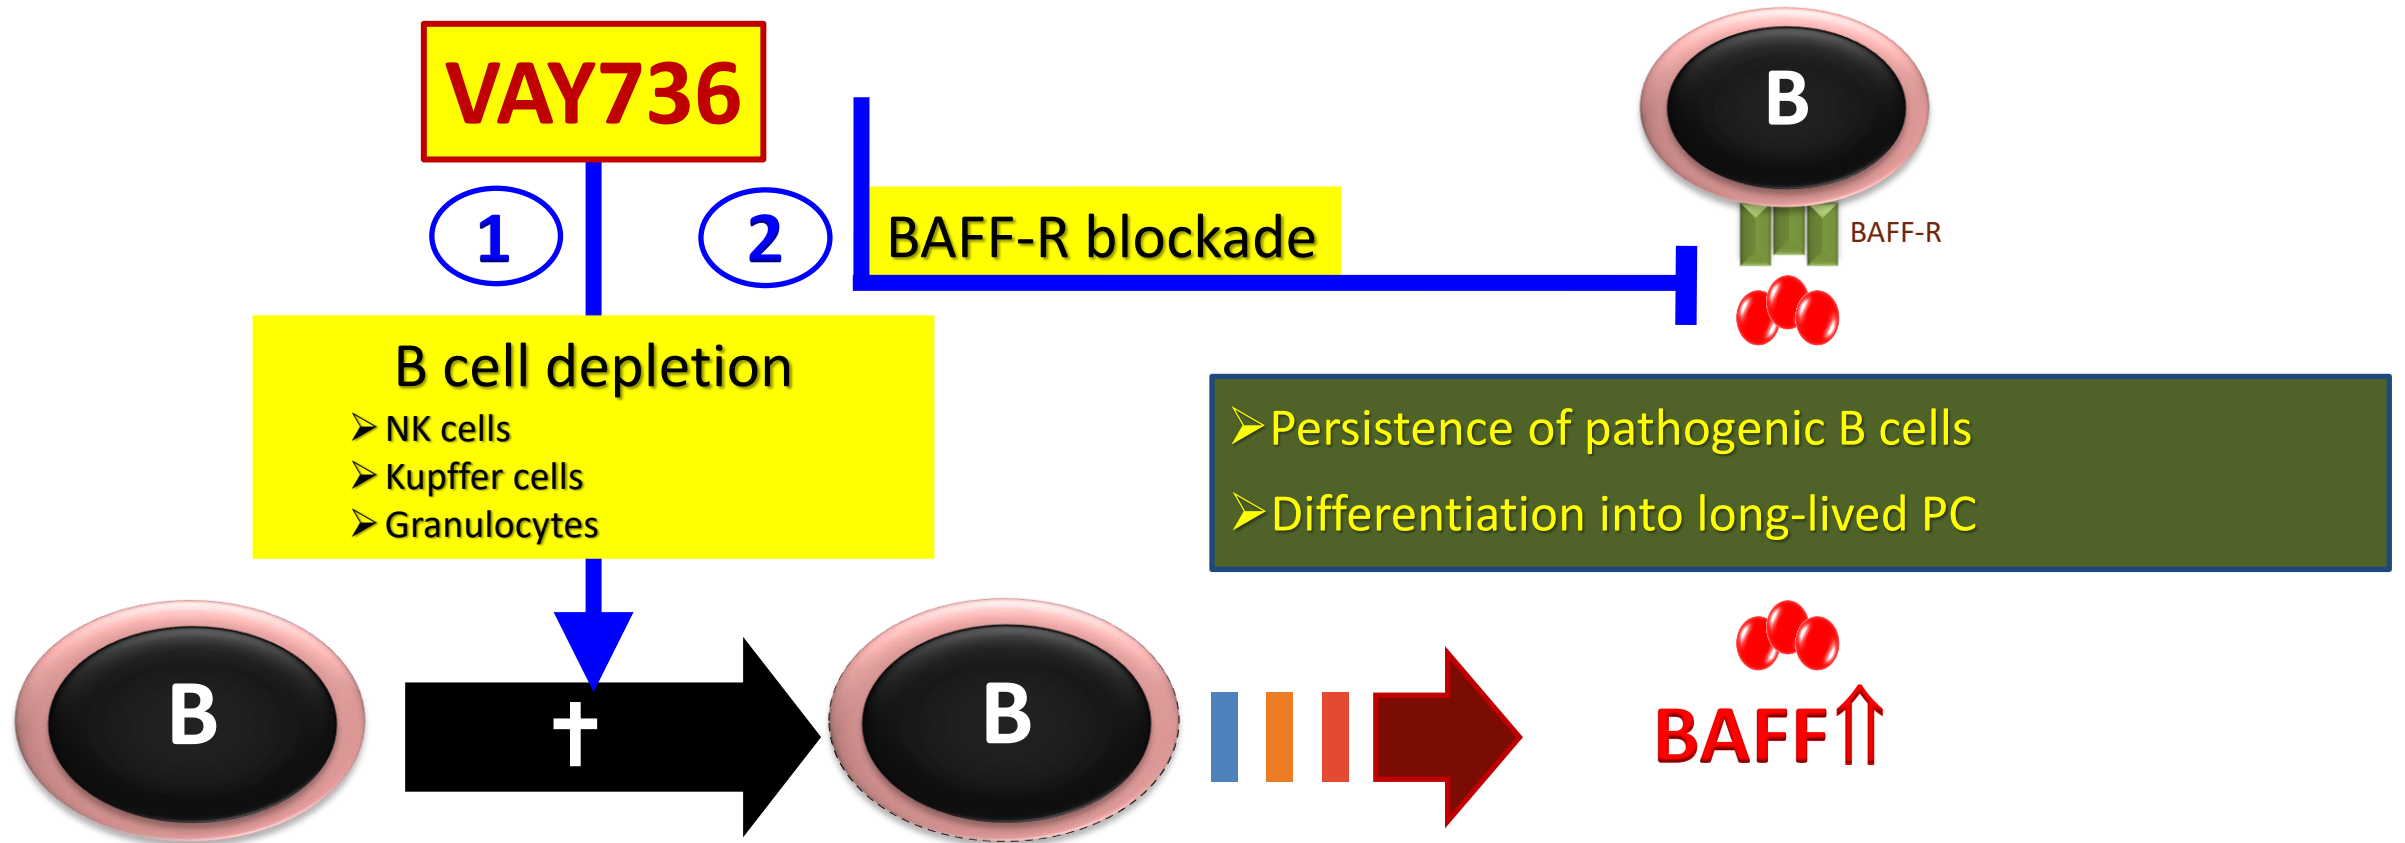 VAY736
B
1
2
BAFF-R blockade
BAFF-R
B cell depletion
➢ NK cells
➢ Kupffer cells
➢ Granulocytes
➢ Persistence of pathogenic B cells
➢ Differentiation into long-lived PC
B
✝
B
BAFF⇑